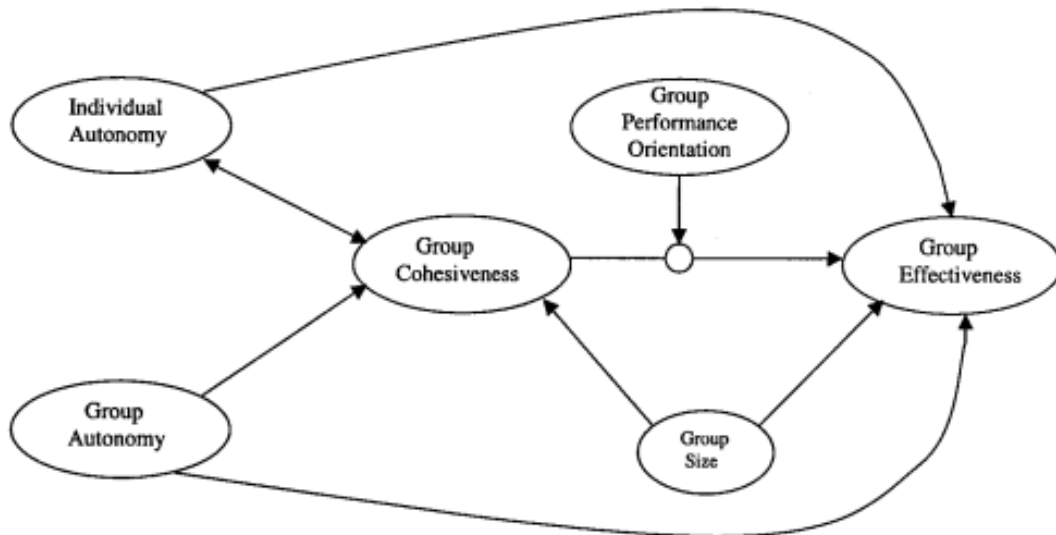 Individual
Autonomy
Group
Performance
Orientation
Group
Cohesiveness
Group
Effectiveness
Group
Autonomy
Group
Size